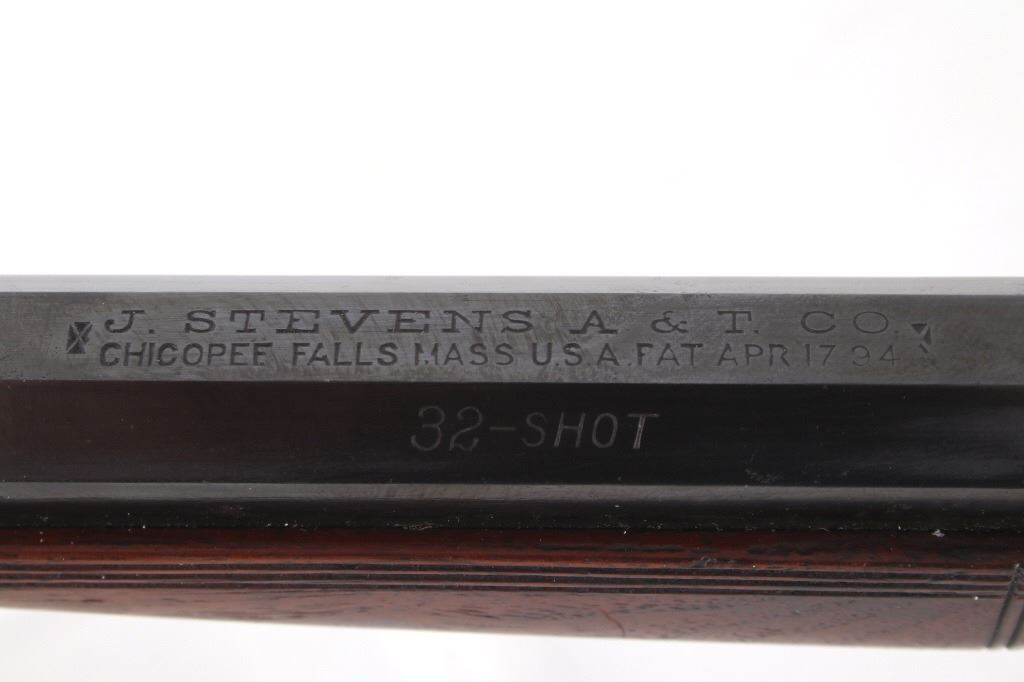 J. STEVENS A & T. CO.
CHICOPEE FALLS MASS U.S.A. PAT APR 17 94
32-SHOT